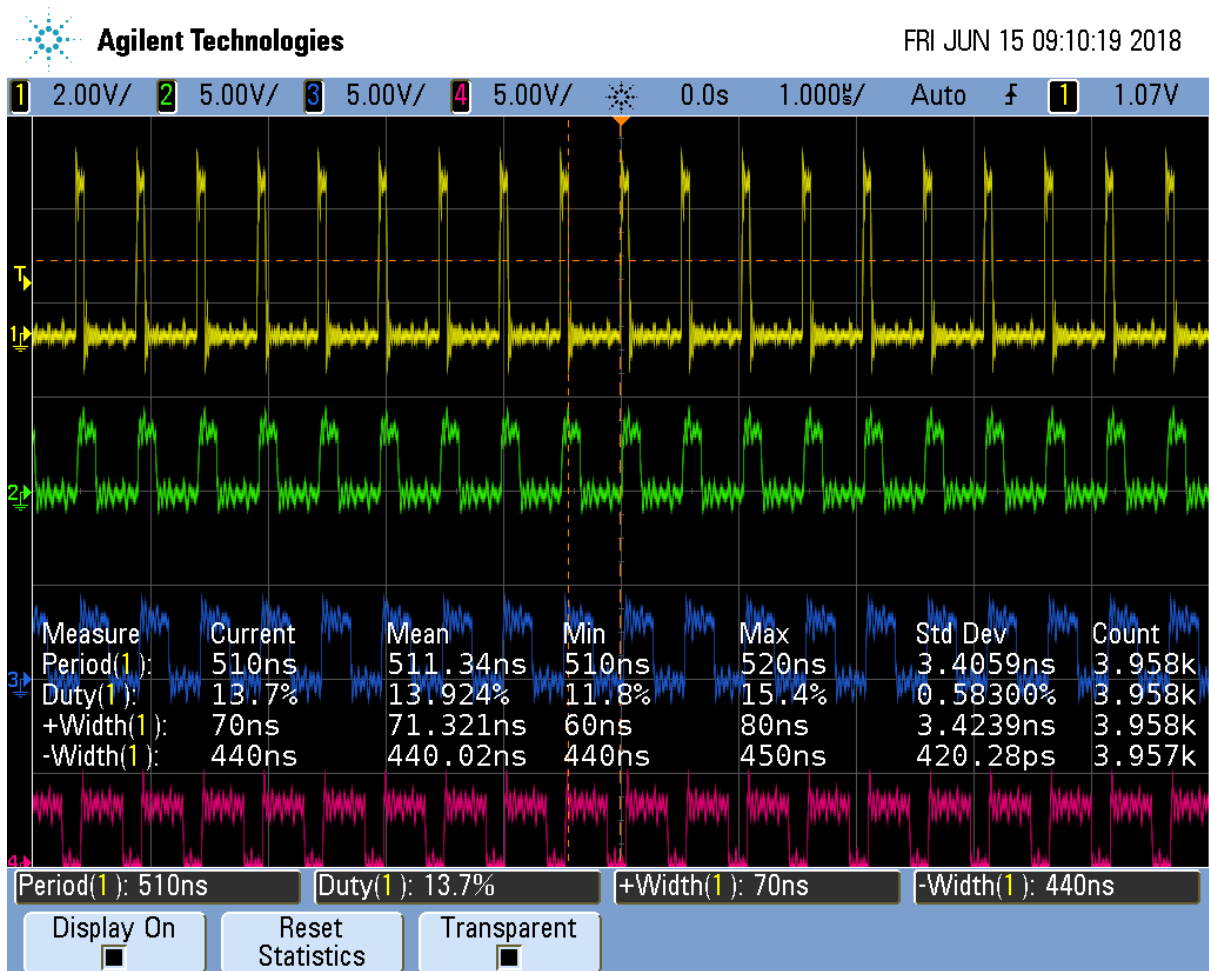 Agilent Technologies FRI JUN 15 09:10:19 2018
1 2.00V/ 2 5.00V/ 3 5.00V/ 4 5.00V/ 0.0s 1.000µs/ Auto 1 1.07V
T
1
2
Measure Current Mean Min Max Std Dev Count
Period(1): 510ns 511.34ns 510ns 520ns 3.4059ns 3.958k
3
Duty(1): 13.7% 13.924% 11.8% 15.4% 0.58300% 3.958k
+Width(1): 70ns 71.321ns 60ns 80ns 3.4239ns 3.958k
-Width(1): 440ns 440.02ns 440ns 450ns 420.28ps 3.957k
4
Period(1): 510ns Duty(1): 13.7% +Width(1): 70ns -Width(1): 440ns
Display On Reset Statistics Transparent